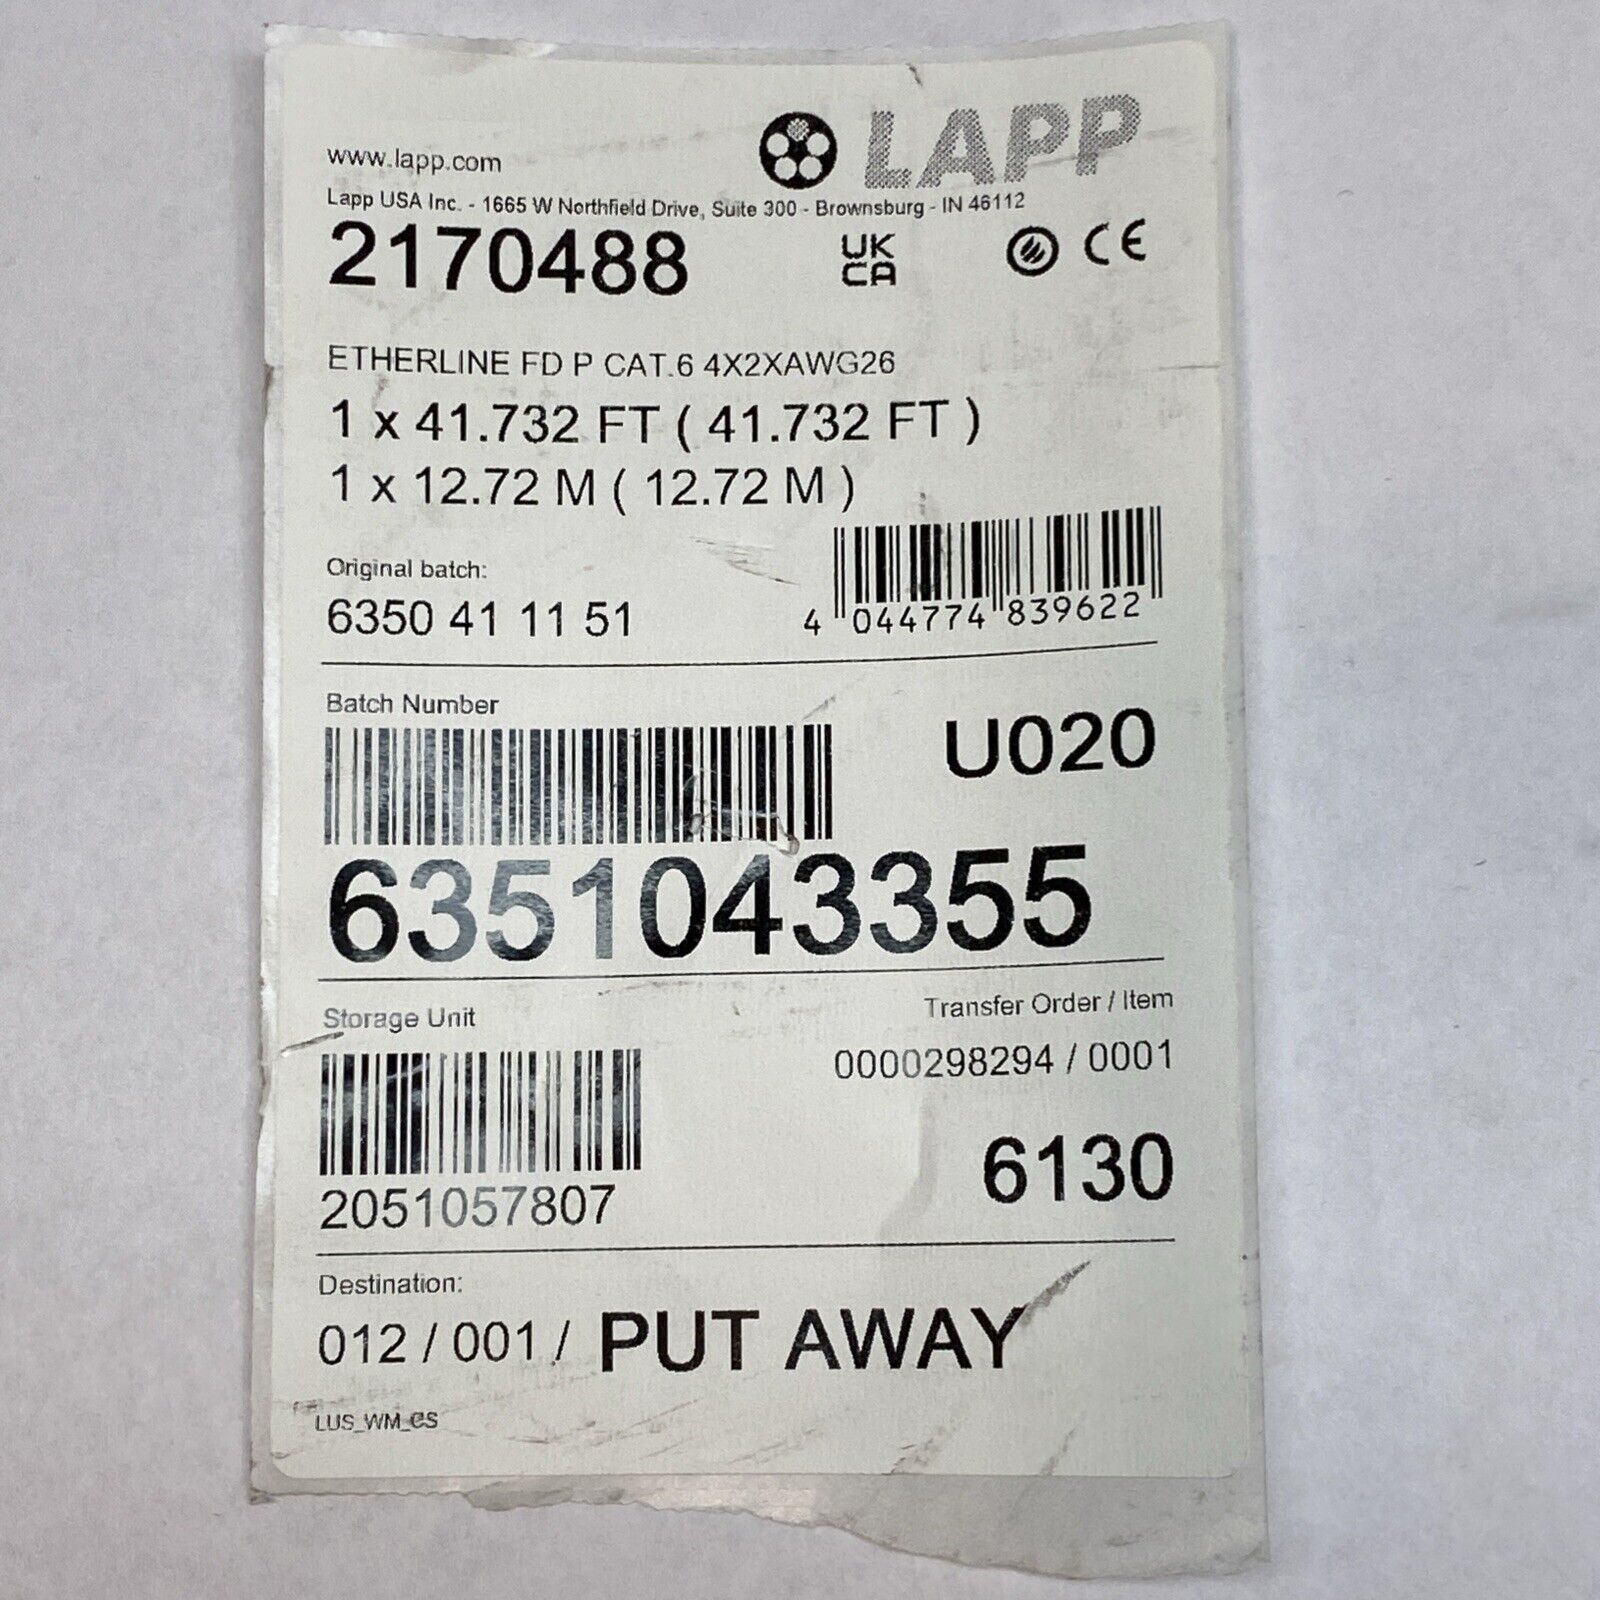 LAPP
www.lapp.com
Lapp USA Inc. - 1665 W Northfield Drive, Suite 300 - Brownsburg - IN 46112
2170488
UK
CA
CE
ETHERLINE FD P CAT.6 4X2XAWG26
1 x 41.732 FT ( 41.732 FT )
1 x 12.72 M ( 12.72 M )
Original batch:
6350 41 11 51
4 044774 839622
Batch Number
U020
6351043355
Storage Unit
Transfer Order / Item
0000298294 / 0001
2051057807
6130
Destination:
012 / 001 / PUT AWAY
LUS_WM_CS